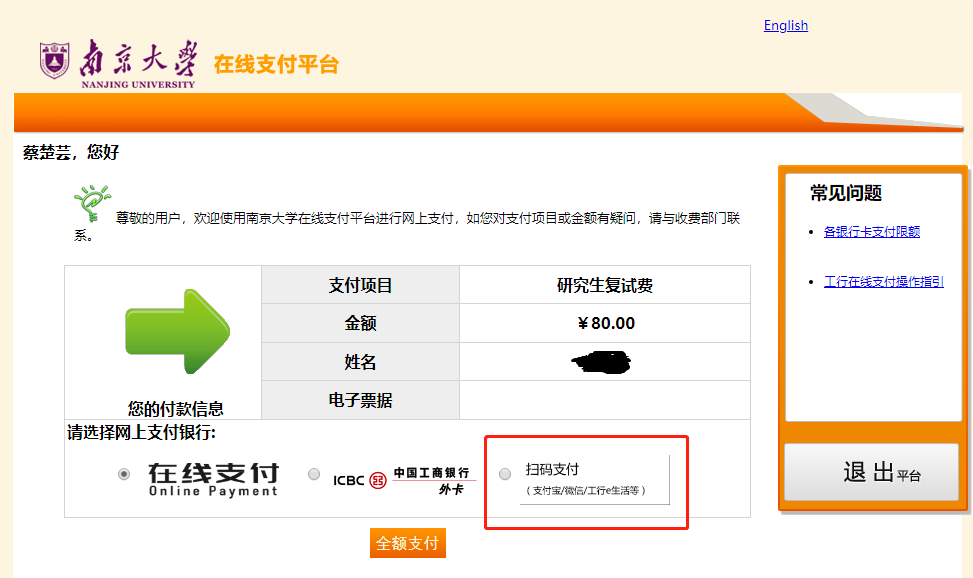 English
南京大学
NANJING UNIVERSITY
在线支付平台
蔡楚芸，您好
尊敬的用户，欢迎使用南京大学在线支付平台进行网上支付，如您对支付项目或金额有疑问，请与收费部门联
系。
常见问题
各银行卡支付限额
工行在线支付操作指引
支付项目
研究生复试费
金额
￥80.00
姓名
电子票据
您的付款信息
请选择网上支付银行:
在线支付
Online Payment
ICBC
中国工商银行
外卡
扫码支付
（支付宝/微信/工行e生活等）
退出平台
全额支付